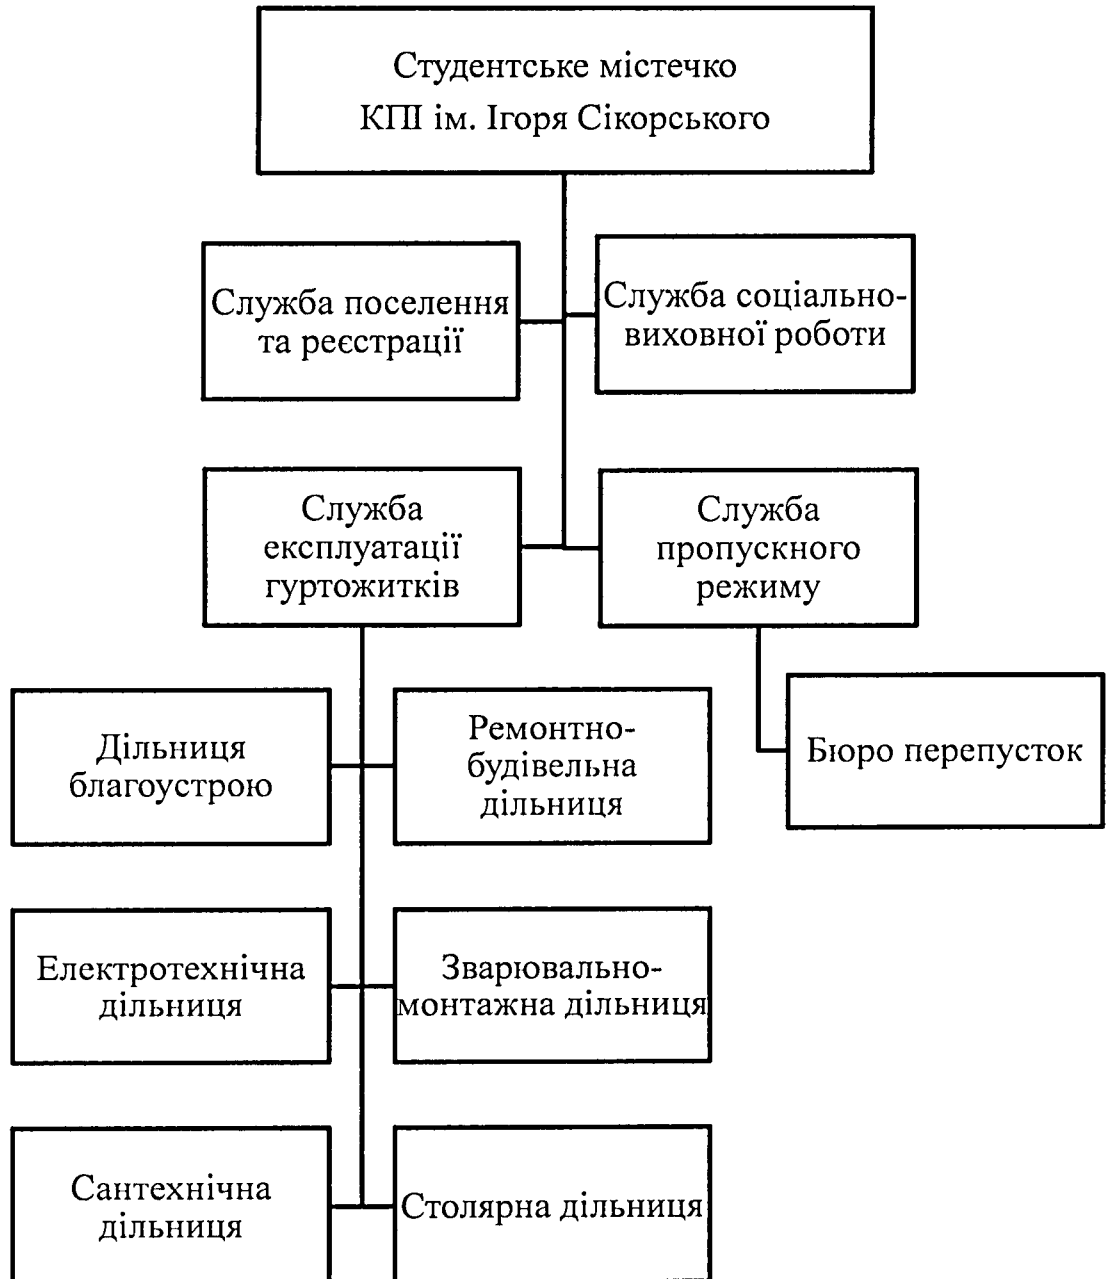 Студентське містечко
КПІ ім. Ігоря Сікорського
Служба поселення
та реєстрації
Служба соціально-
виховної роботи
Служба
експлуатації
гуртожитків
Служба
пропускного
режиму
Дільниця
благоустрою
Ремонтно-
будівельна
дільниця
Бюро перепусток
Електротехнічна
дільниця
Зварювально-
монтажна дільниця
Сантехнічна
дільниця
Столярна дільниця